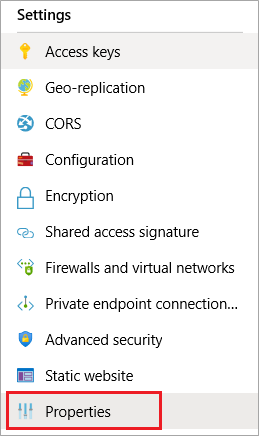 Settings
Access keys
Geo-replication
CORS
Configuration
Encryption
Shared access signature
Firewalls and virtual networks
Private endpoint connection...
Advanced security
Static website
Properties